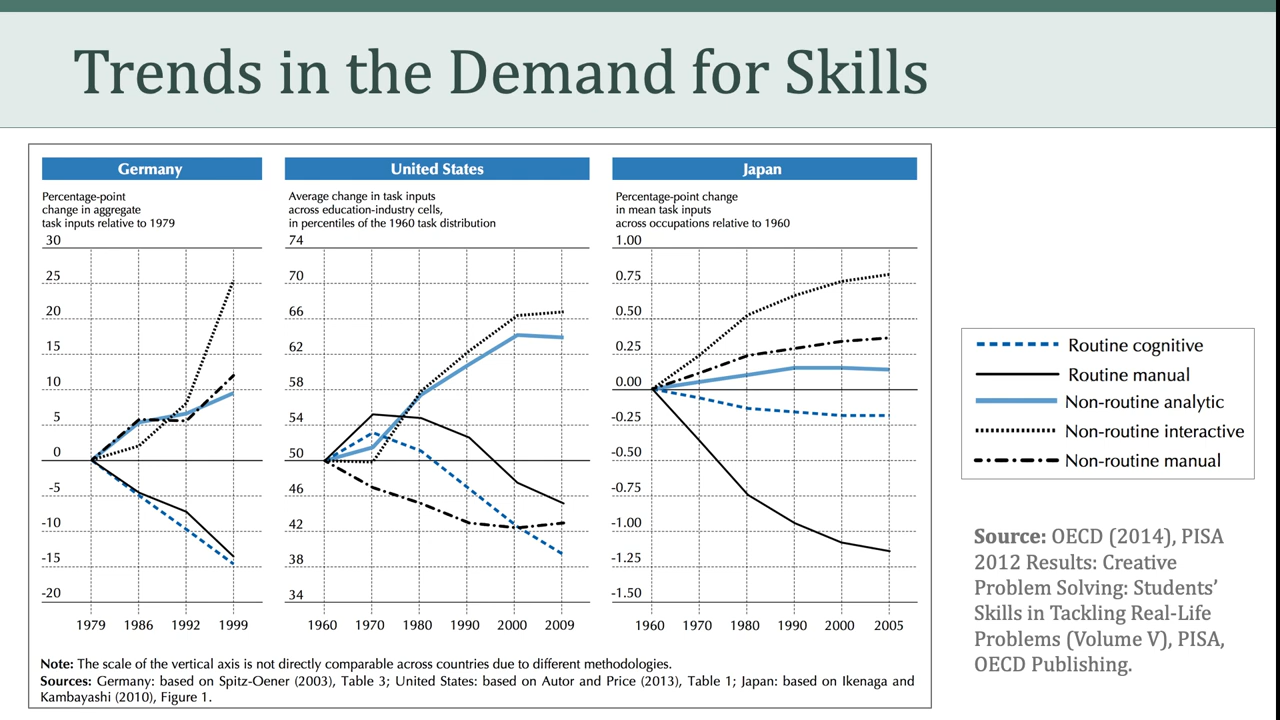 Trends in the Demand for Skills
Germany
Percentage-point
change in aggregate
task inputs relative to 1979
30
25
20
15
10
5
0
-5
-10
-15
-20
1979 1986 1992 1999
United States
Average change in task inputs
across education-industry cells,
in percentiles of the 1960 task distribution
74
70
66
62
58
54
50
46
42
38
34
1960 1970 1980 1990 2000 2009
Japan
Percentage-point change
in mean task inputs
across occupations relative to 1960
1.00
0.75
0.50
0.25
0.00
-0.25
-0.50
-0.75
-1.00
-1.25
-1.50
1960 1970 1980 1990 2000 2005
Note: The scale of the vertical axis is not directly comparable across countries due to different methodologies.
Sources: Germany: based on Spitz-Oener (2003), Table 3; United States: based on Autor and Price (2013), Table 1; Japan: based on Ikenaga and
Kambayashi (2010), Figure 1.
Routine cognitive
Routine manual
Non-routine analytic
Non-routine interactive
Non-routine manual
Source: OECD (2014), PISA
2012 Results: Creative
Problem Solving: Students’
Skills in Tackling Real-Life
Problems (Volume V), PISA,
OECD Publishing.